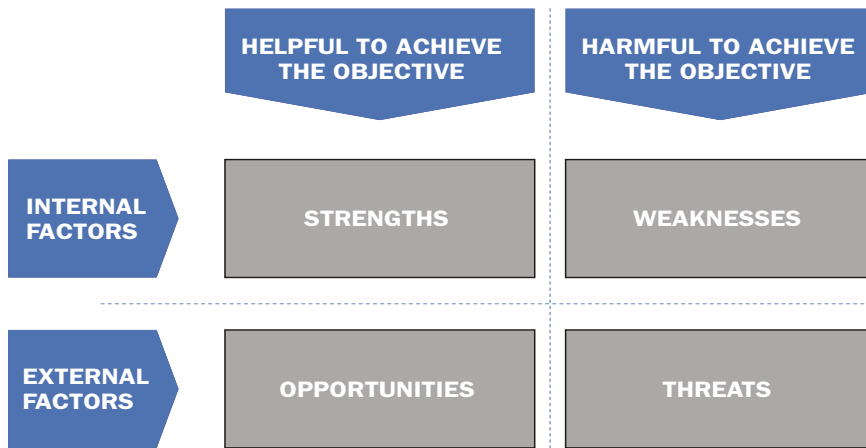 HELPFUL TO ACHIEVE
THE OBJECTIVE
HARMFUL TO ACHIEVE
THE OBJECTIVE
INTERNAL
FACTORS
STRENGTHS
WEAKNESSES
EXTERNAL
FACTORS
OPPORTUNITIES
THREATS